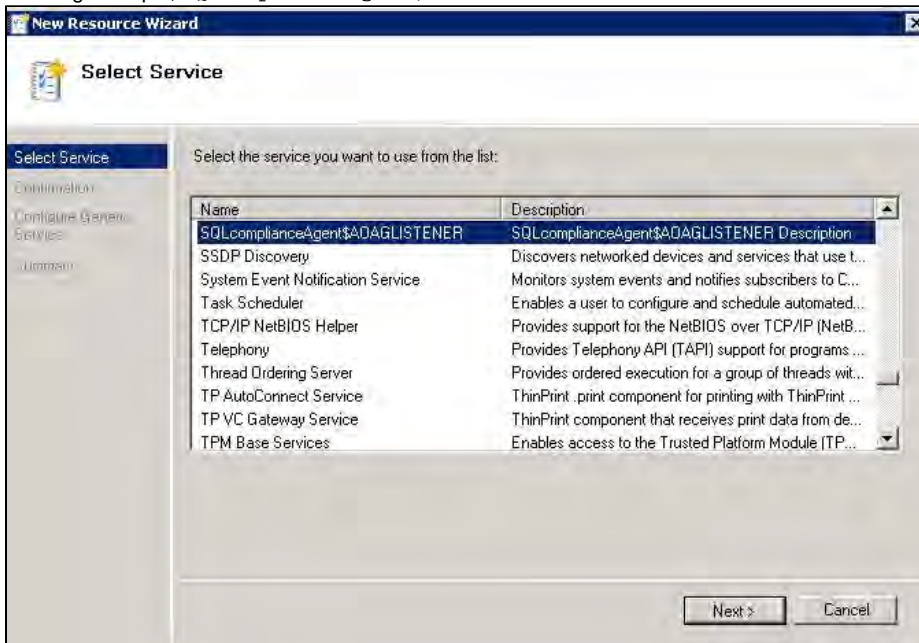 New Resource Wizard
Select Service
Select Service
Select the service you want to use from the list:
Confirmation
Configure Generic
Service
Summary
Name Description
SQLcomplianceAgent$AOAGLISTENER SQLcomplianceAgent$AOAGLISTENER Description
SSDP Discovery Discovers networked devices and services that use t...
System Event Notification Service Monitors system events and notifies subscribers to C...
Task Scheduler Enables a user to configure and schedule automated...
TCP/IP NetBIOS Helper Provides support for the NetBIOS over TCP/IP (NetB...
Telephony Provides Telephony API (TAPI) support for programs ...
Thread Ordering Server Provides ordered execution for a group of threads wit...
TP AutoConnect Service ThinPrint .print component for printing with ThinPrint ...
TP VC Gateway Service ThinPrint component that receives print data from de...
TPM Base Services Enables access to the Trusted Platform Module (TP...
Next > Cancel